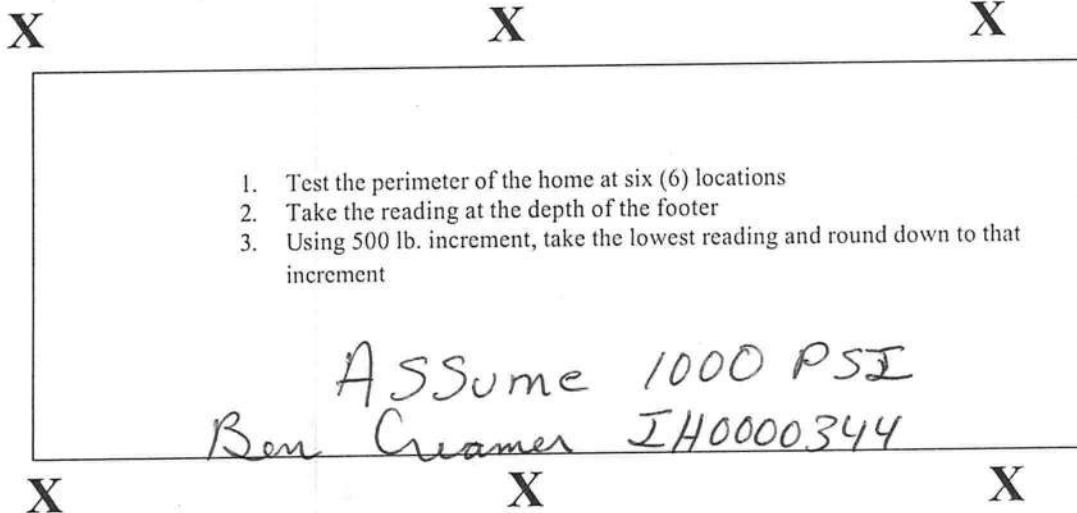 X X X
1. Test the perimeter of the home at six (6) locations
2. Take the reading at the depth of the footer
3. Using 500 lb. increment, take the lowest reading and round down to that
increment
ASSume 1000 PSI
Ben Creamer IH0000344
X X X